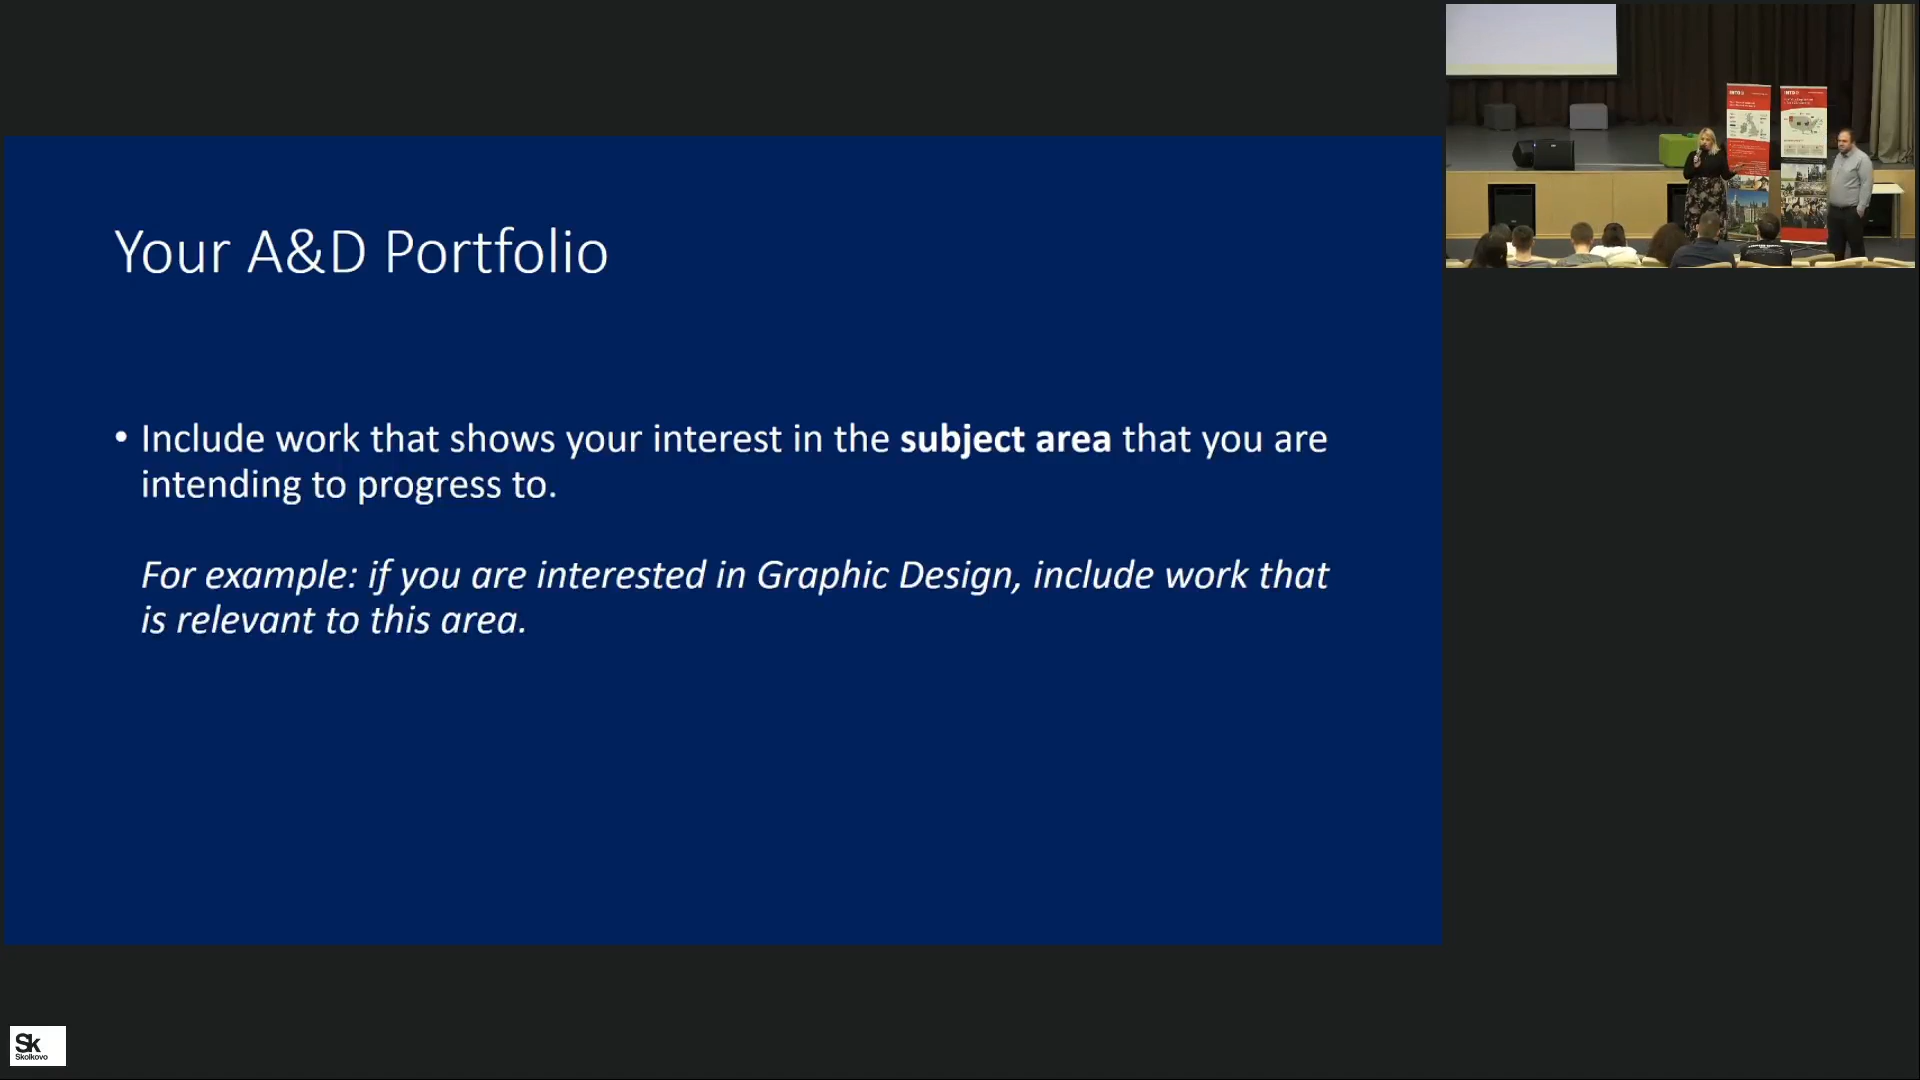 Your A&D Portfolio
• Include work that shows your interest in the subject area that you are
intending to progress to.
For example: if you are interested in Graphic Design, include work that
is relevant to this area.
INTO
INTO
Sk
Skolkovo